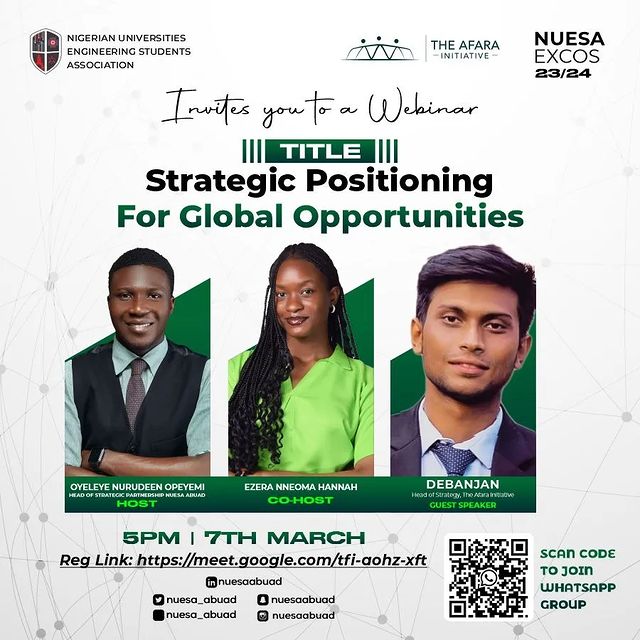 NIGERIAN UNIVERSITIES
ENGINEERING STUDENTS
ASSOCIATION
THE AFARA
INITIATIVE
NUESA
EXCOS
23/24
Invites you to a Webinar
TITLE
Strategic Positioning
For Global Opportunities
OYELEYE NURUDEEN OPEYEMI
HEAD OF STRATEGIC PARTNERSHIP NUESA ABUAD
HOST
EZERA NNEOMA HANNAH
CO-HOST
DEBANJAN
Head of Strategy, The Afara Initiative
GUEST SPEAKER
5PM | 7TH MARCH
Reg Link: https://meet.google.com/tfi-aohz-xft
nuesaabuad
nuesa_abuad
nuesaabuad
nuesa_abuad
nuesaabuad
SCAN CODE
TO JOIN
WHATSAPP
GROUP